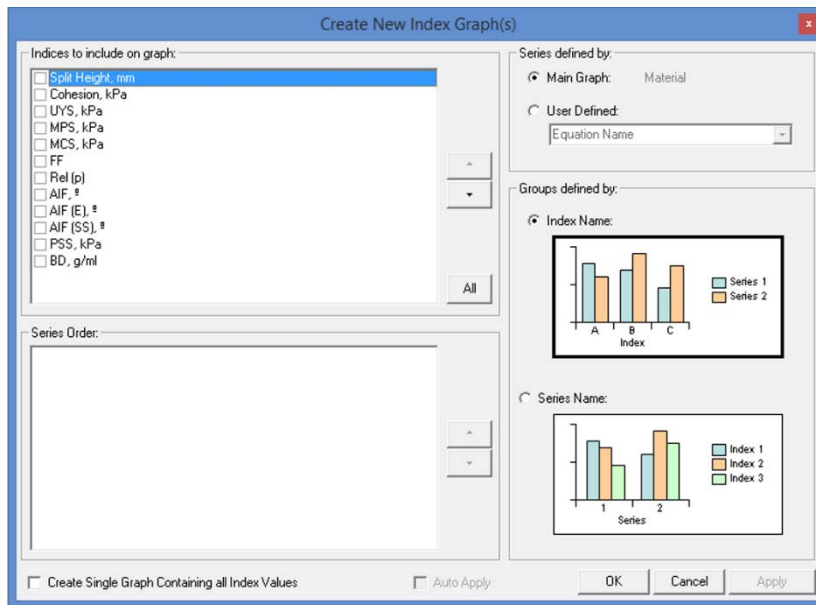 Create New Index Graph(s)
x
Indices to include on graph:
Split Height, mm
Cohesion, kPa
UYS, kPa
MPS, kPa
MCS, kPa
FF
Rel (p)
AIF, º
AIF (E), º
AIF (SS), º
PSS, kPa
BD, g/ml
All
Series Order:
Create Single Graph Containing all Index Values
Auto Apply
Series defined by:
Main Graph: Material
User Defined:
Equation Name
Groups defined by:
Index Name:
Series 1
Series 2
A B C
Index
Series Name:
Index 1
Index 2
Index 3
1 2
Series
OK Cancel Apply